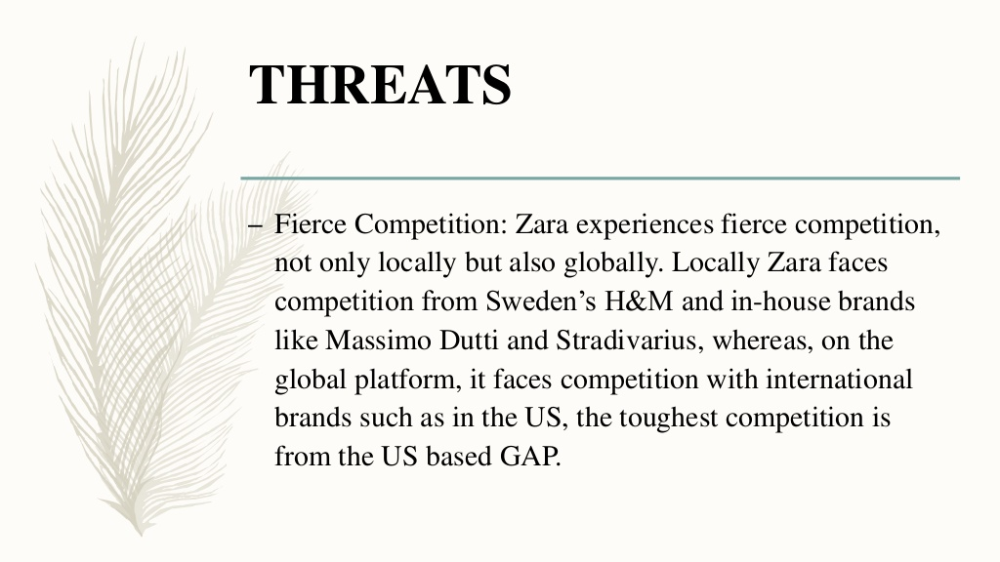 THREATS
– Fierce Competition: Zara experiences fierce competition,
not only locally but also globally. Locally Zara faces
competition from Sweden’s H&M and in-house brands
like Massimo Dutti and Stradivarius, whereas, on the
global platform, it faces competition with international
brands such as in the US, the toughest competition is
from the US based GAP.